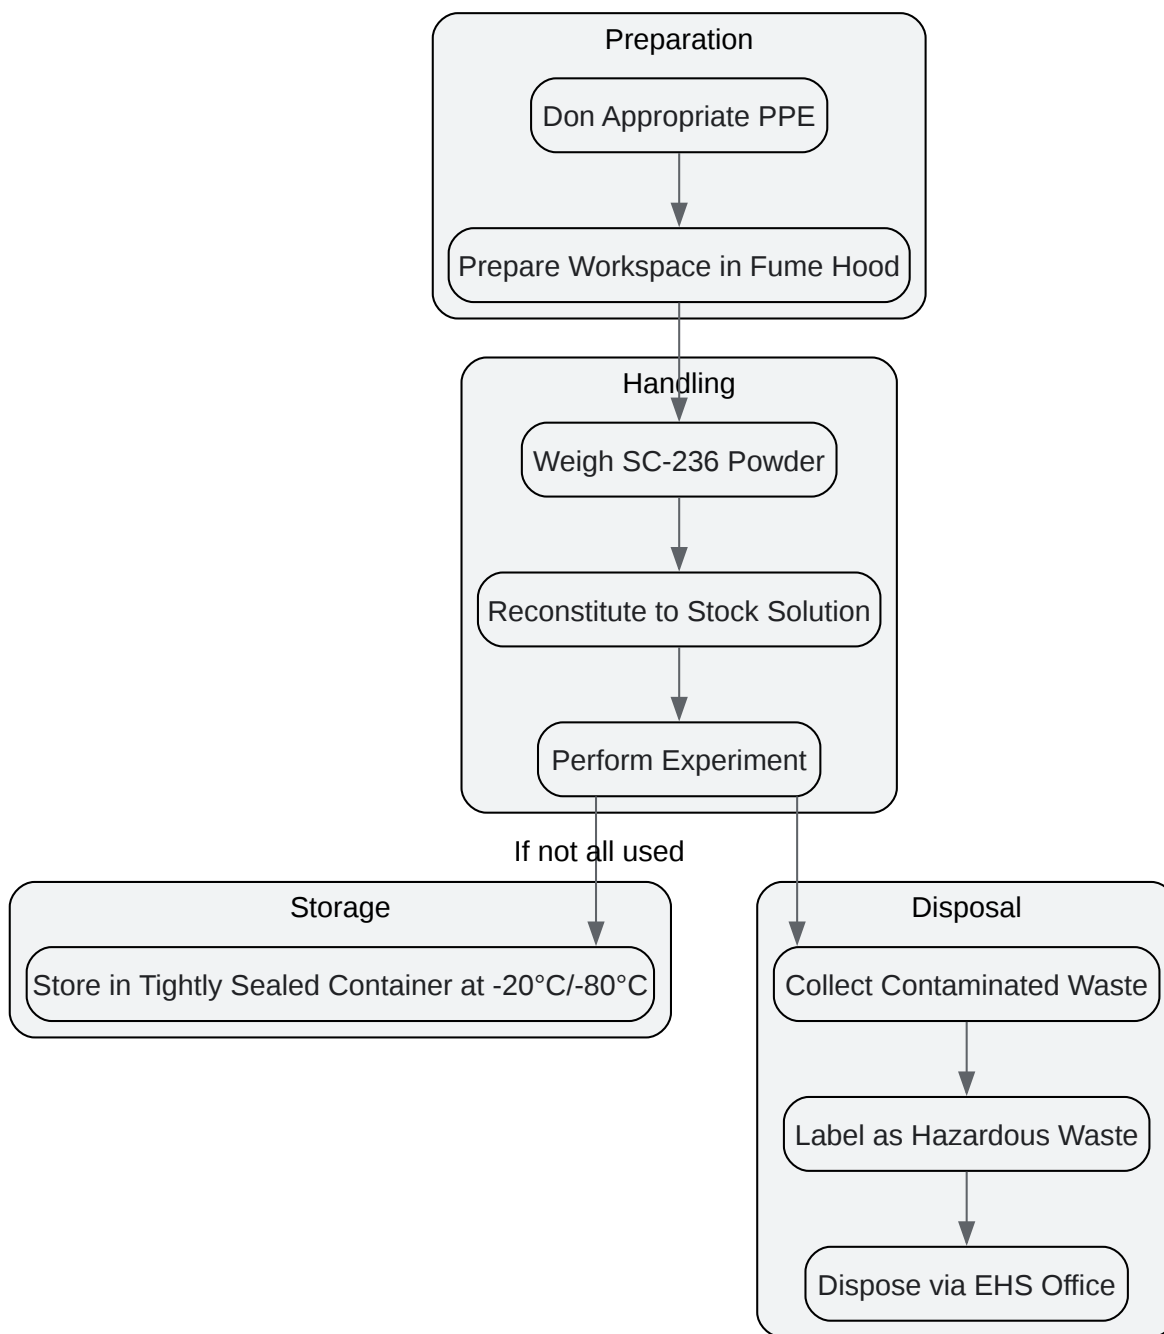 Preparation
Don Appropriate PPE
Prepare Workspace in Fume Hood
Handling
Weigh SC-236 Powder
Reconstitute to Stock Solution
Perform Experiment
If not all used
Storage
Store in Tightly Sealed Container at -20°C/-80°C
Disposal
Collect Contaminated Waste
Label as Hazardous Waste
Dispose via EHS Office